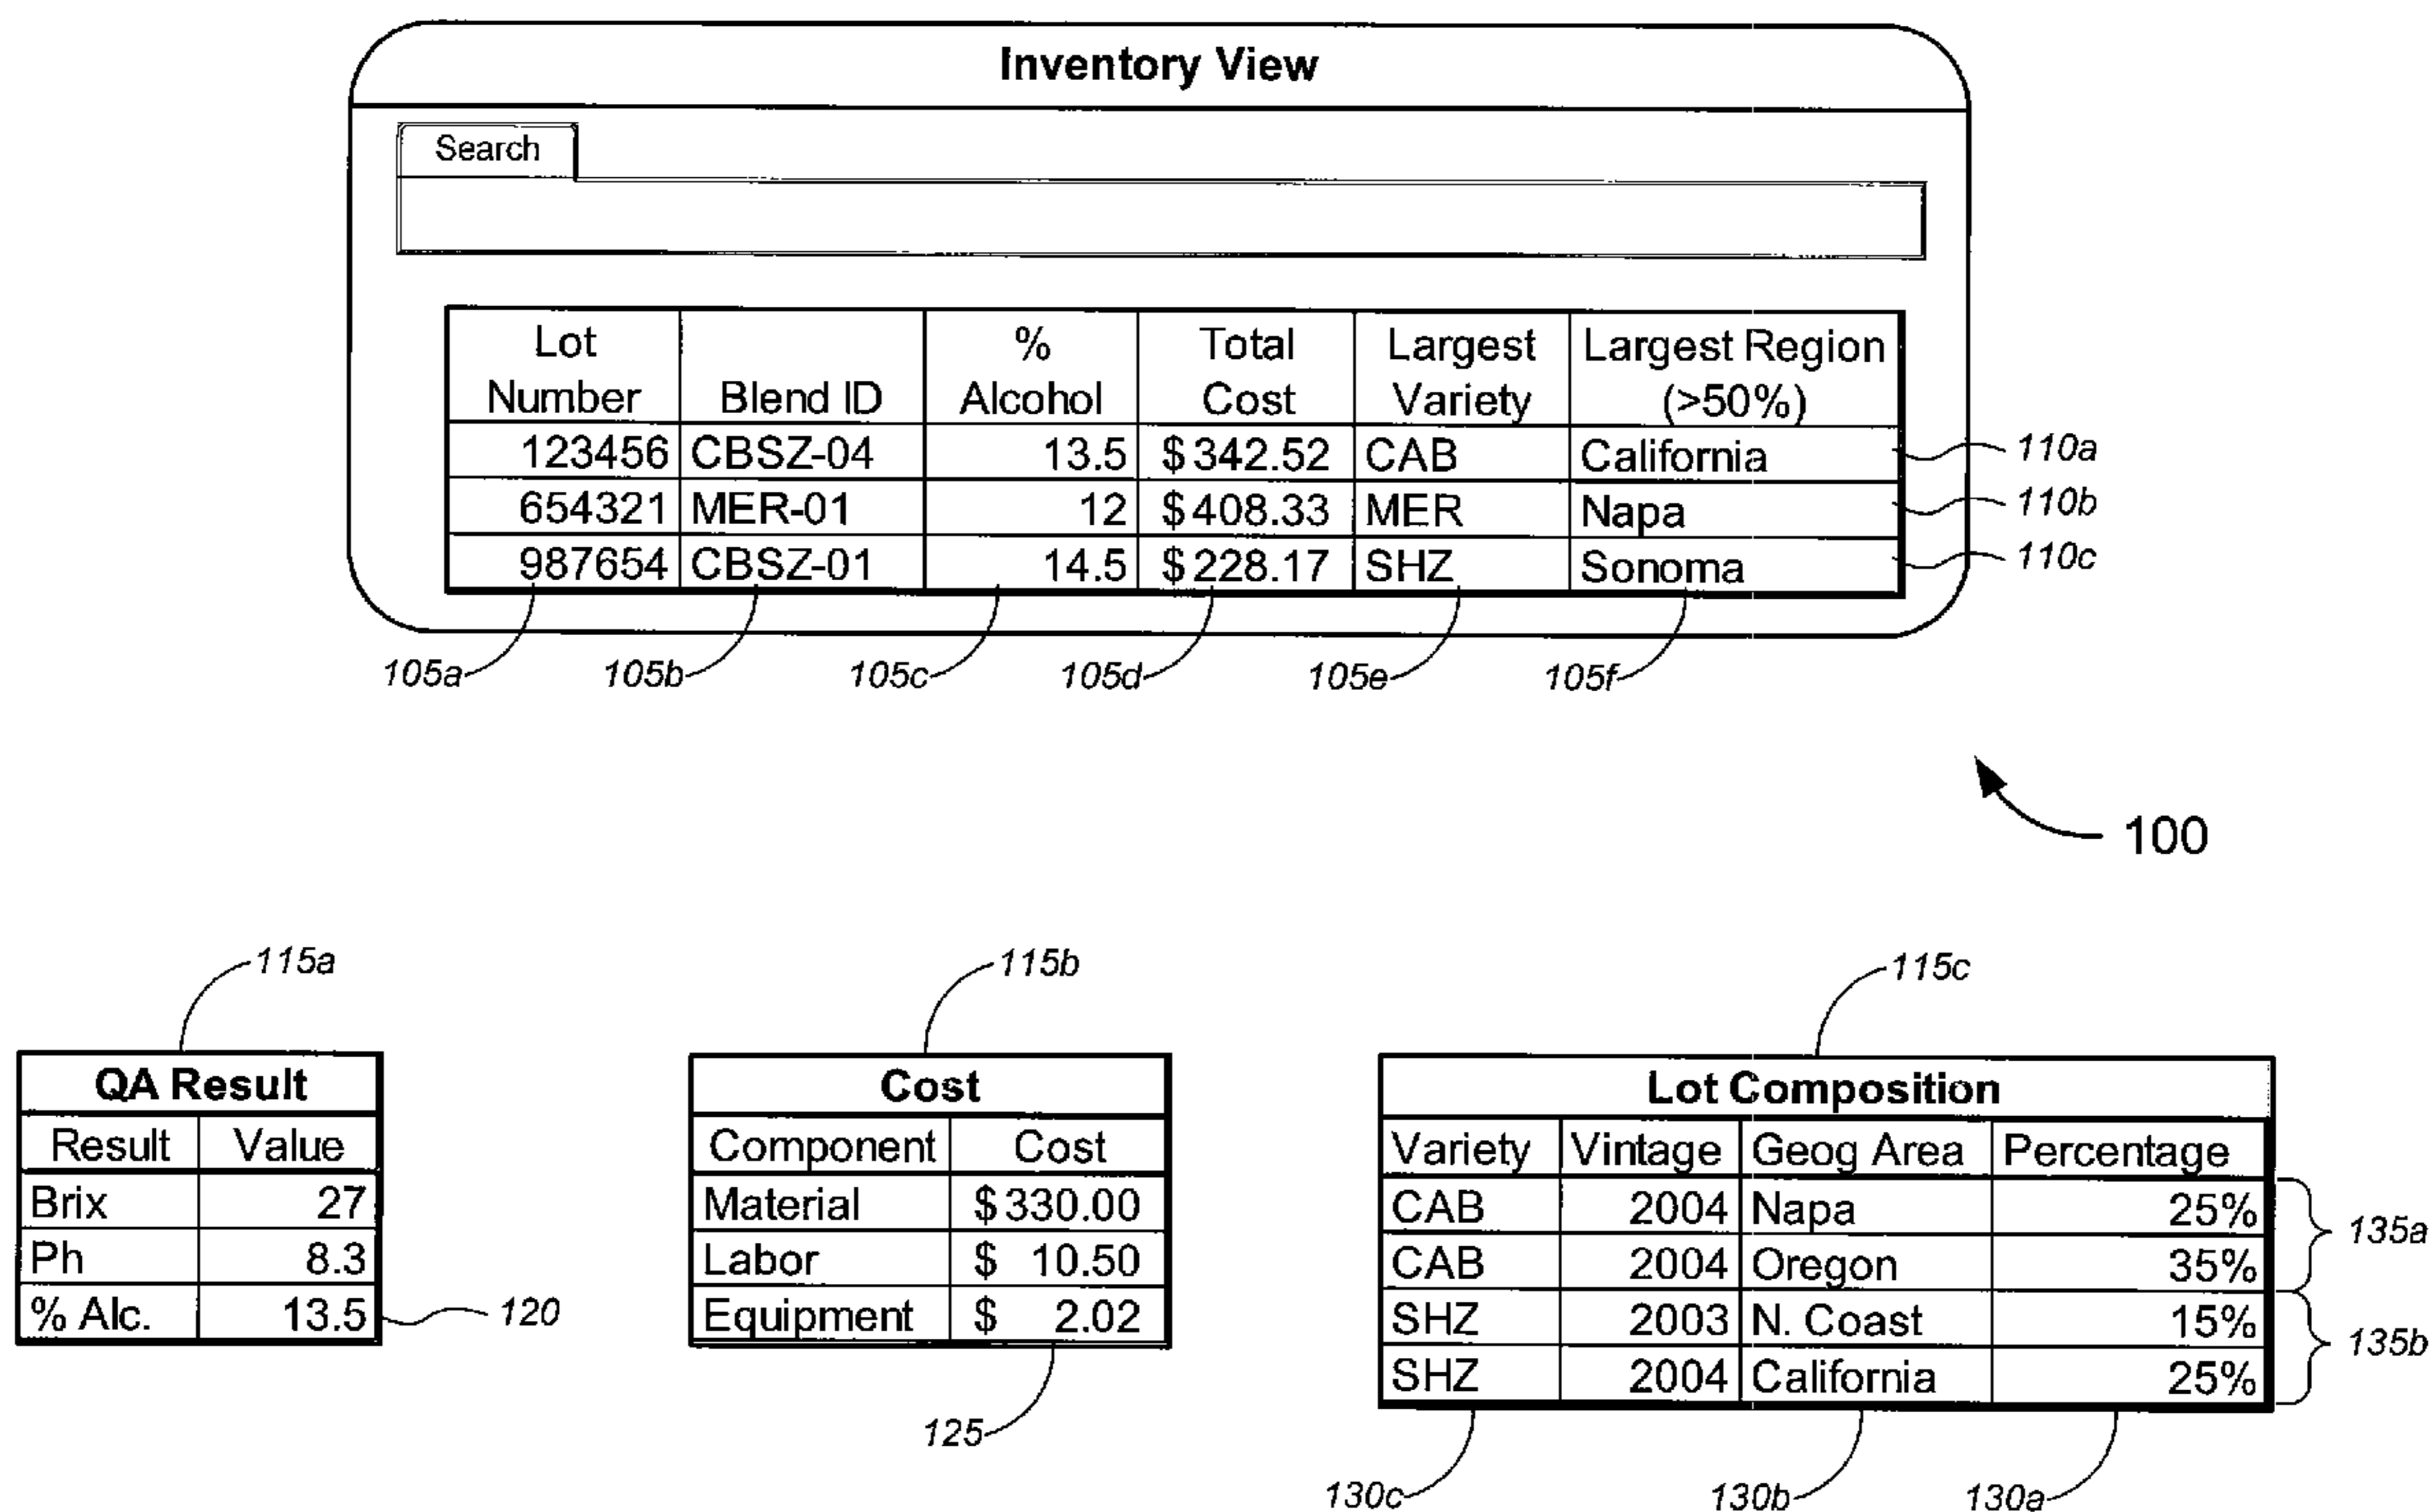 Inventory View
Search
Lot Number Blend ID % Alcohol Total Cost Largest Variety Largest Region (>50%)
123456 CBSZ-04 13.5 $342.52 CAB California 110a
654321 MER-01 12 $408.33 MER Napa 110b
987654 CBSZ-01 14.5 $228.17 SHZ Sonoma 110c
105a 105b 105c 105d 105e 105f
100
115a
QA Result
Result Value
Brix 27
Ph 8.3
% Alc. 13.5 120
115b
Cost
Component Cost
Material $330.00
Labor $ 10.50
Equipment $ 2.02
125
115c
Lot Composition
Variety Vintage Geog Area Percentage
CAB 2004 Napa 25%
CAB 2004 Oregon 35%
135a
SHZ 2003 N. Coast 15%
SHZ 2004 California 25%
135b
130c 130b 130a